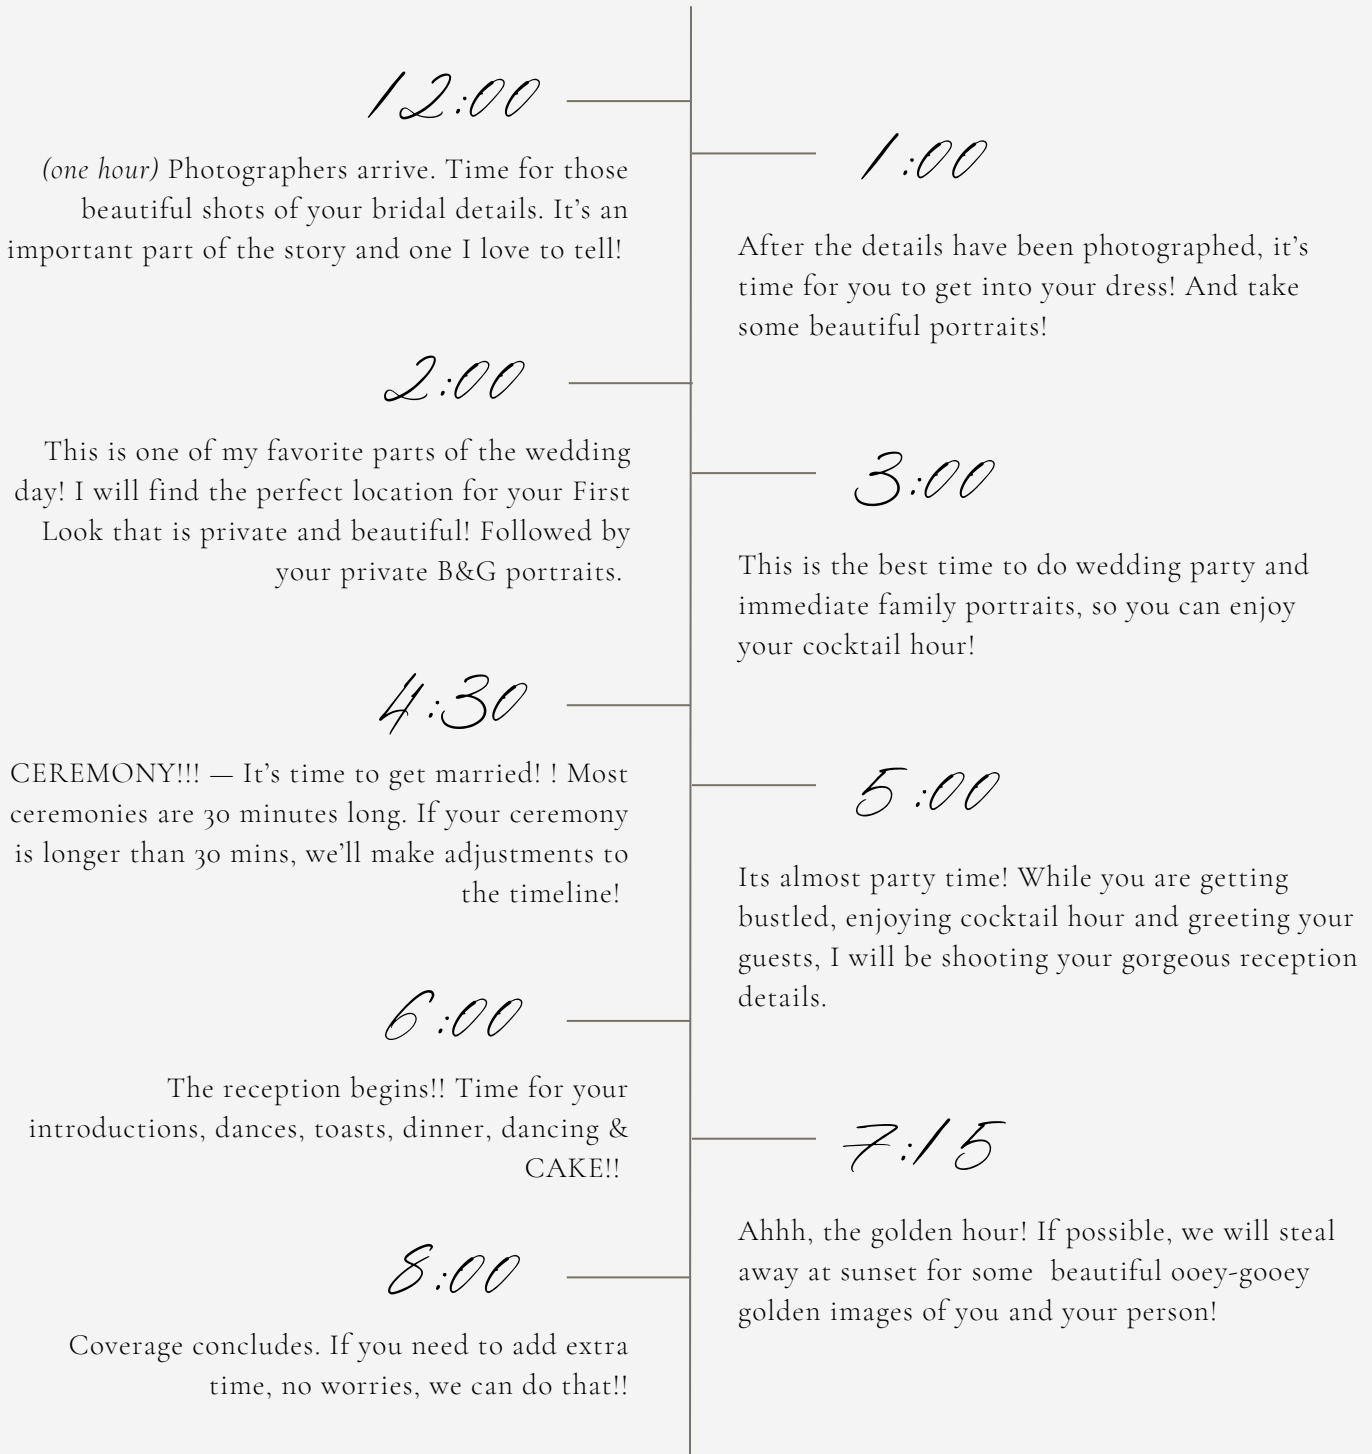 12:00
(one hour) Photographers arrive. Time for those
beautiful shots of your bridal details. It’s an
important part of the story and one I love to tell!
1:00
After the details have been photographed, it’s
time for you to get into your dress! And take
some beautiful portraits!
2:00
This is one of my favorite parts of the wedding
day! I will find the perfect location for your First
Look that is private and beautiful! Followed by
your private B&G portraits.
3:00
This is the best time to do wedding party and
immediate family portraits, so you can enjoy
your cocktail hour!
4:30
CEREMONY!!! — It’s time to get married! ! Most
ceremonies are 30 minutes long. If your ceremony
is longer than 30 mins, we’ll make adjustments to
the timeline!
5:00
Its almost party time! While you are getting
bustled, enjoying cocktail hour and greeting your
guests, I will be shooting your gorgeous reception
details.
6:00
The reception begins!! Time for your
introductions, dances, toasts, dinner, dancing &
CAKE!!
7:15
Ahhh, the golden hour! If possible, we will steal
away at sunset for some  beautiful ooey-gooey
golden images of you and your person!
8:00
Coverage concludes. If you need to add extra
time, no worries, we can do that!!